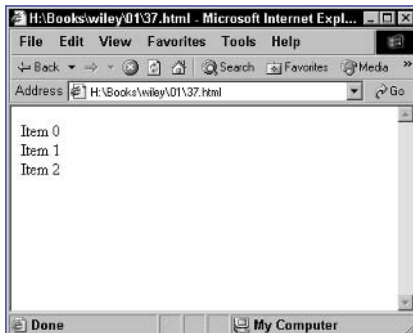 H:\Books\wiley\01\37.html - Microsoft Internet Expl...
File Edit View Favorites Tools Help
Back Search Favorites Media »
Address H:\Books\wiley\01\37.html Go
Item 0
Item 1
Item 2
Done My Computer